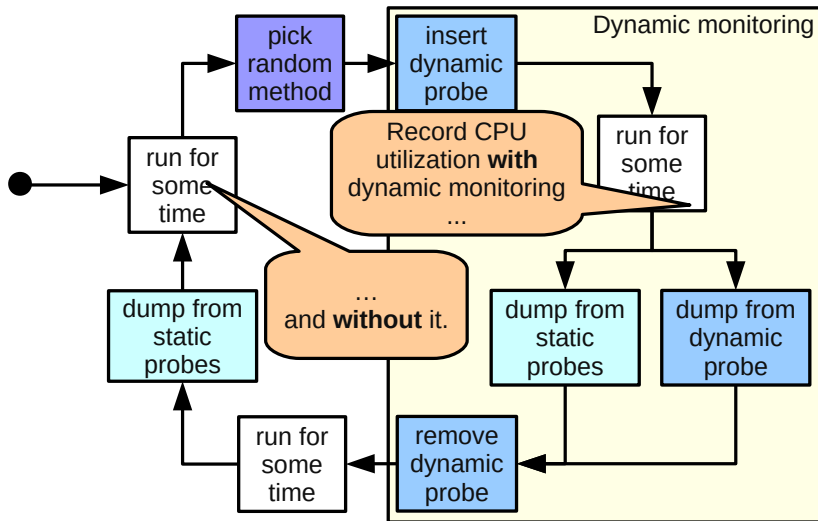 Dynamic monitoring
pick
random
method
insert
dynamic
probe
Record CPU
utilization with
dynamic monitoring
...
run for
some
time
run for
some
time
...
and without it.
dump from
static
probes
dump from
static
probes
dump from
dynamic
probe
run for
some
time
remove
dynamic
probe